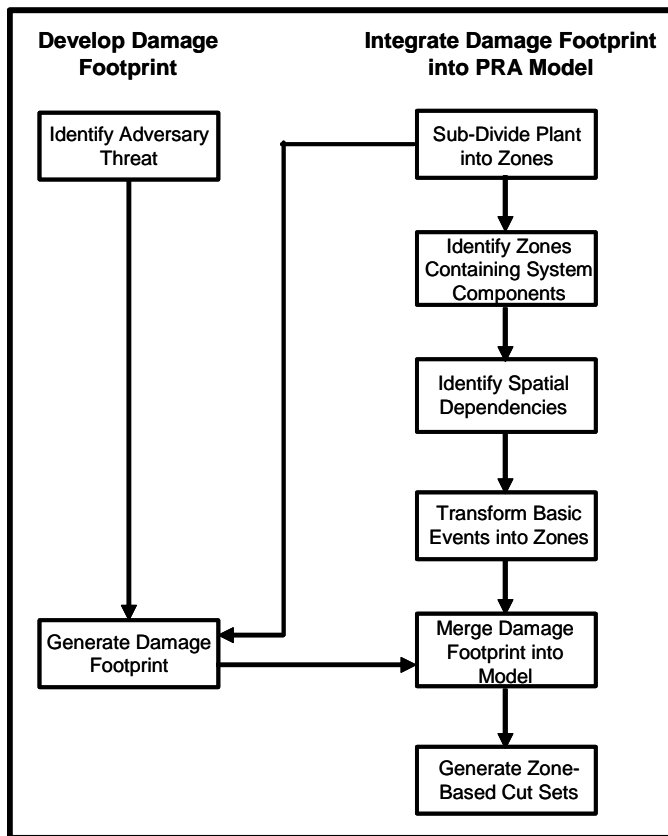 Develop Damage
Footprint
Integrate Damage Footprint
into PRA Model
Identify Adversary
Threat
Sub-Divide Plant
into Zones
Identify Zones
Containing System
Components
Identify Spatial
Dependencies
Transform Basic
Events into Zones
Generate Damage
Footprint
Merge Damage
Footprint into
Model
Generate Zone-
Based Cut Sets